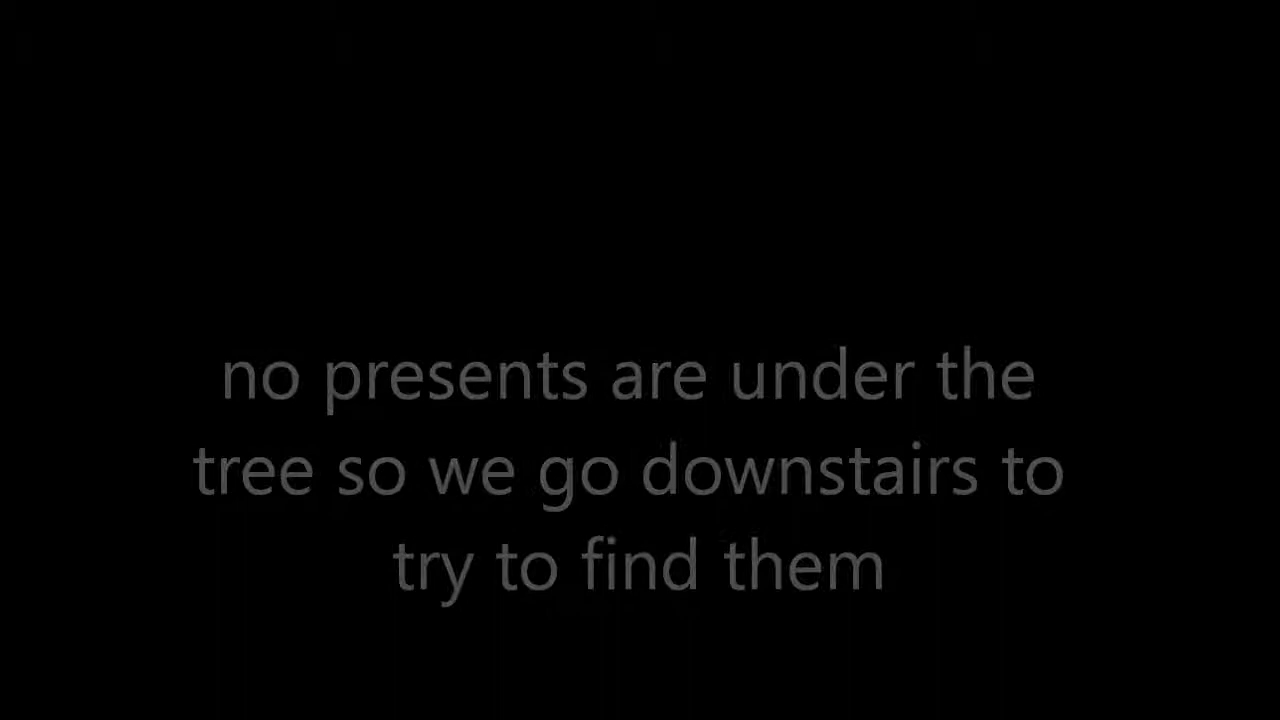 no presents are under the
tree so we go downstairs to
try to find them